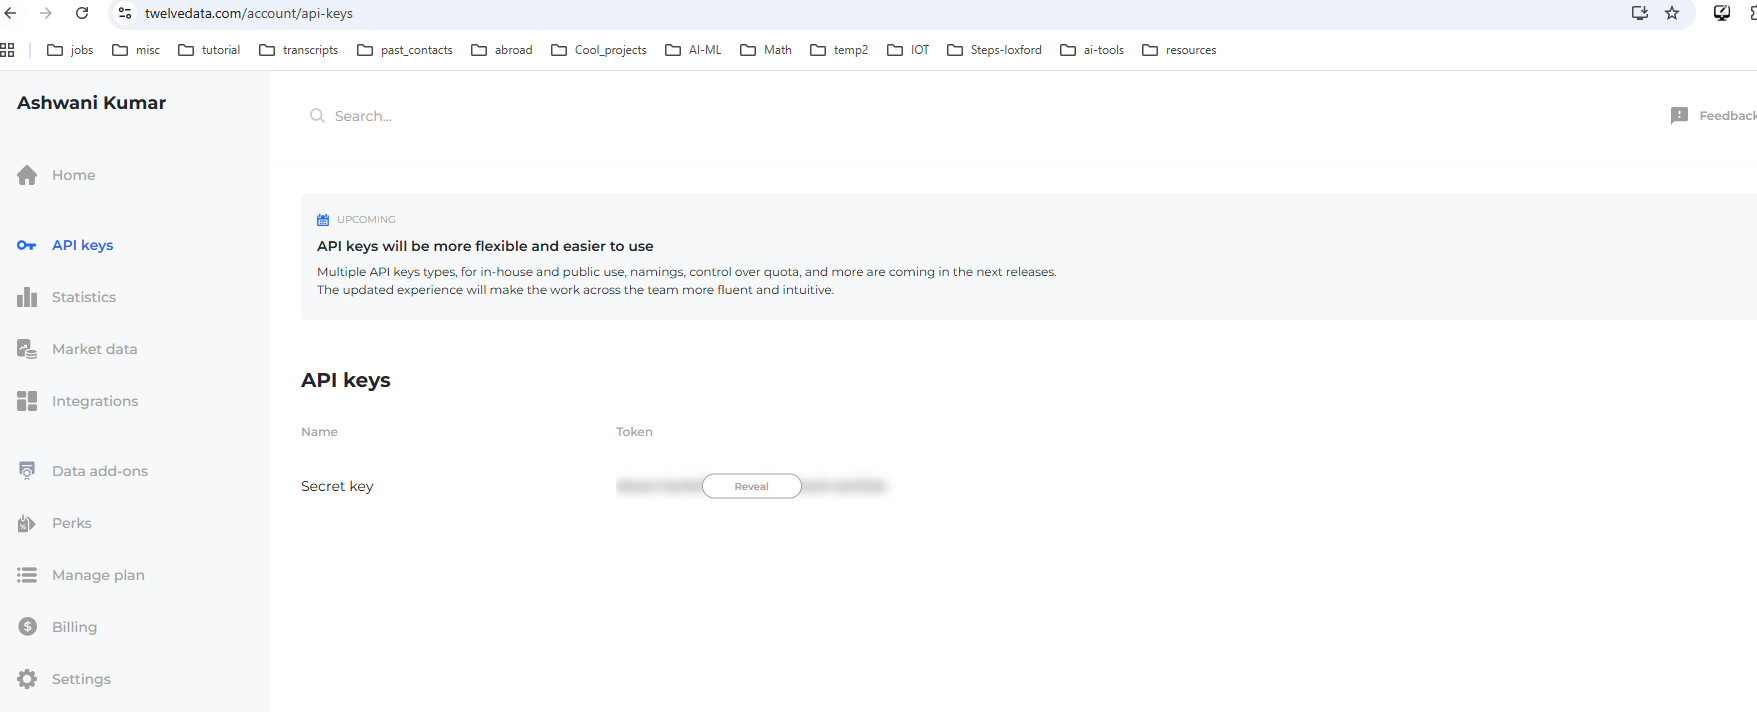 twelvedata.com/account/api-keys
jobs misc tutorial transcripts past_contacts abroad Cool_projects AI-ML Math temp2 IOT Steps-loxford ai-tools resources
Ashwani Kumar
Search...
Feedback
Home
UPCOMING
API keys will be more flexible and easier to use
Multiple API keys types, for in-house and public use, namings, control over quota, and more are coming in the next releases.
The updated experience will make the work across the team more fluent and intuitive.
API keys
Statistics
Market data
Integrations
Data add-ons
Perks
Manage plan
Billing
Settings
API keys
Name Token
Secret key Reveal